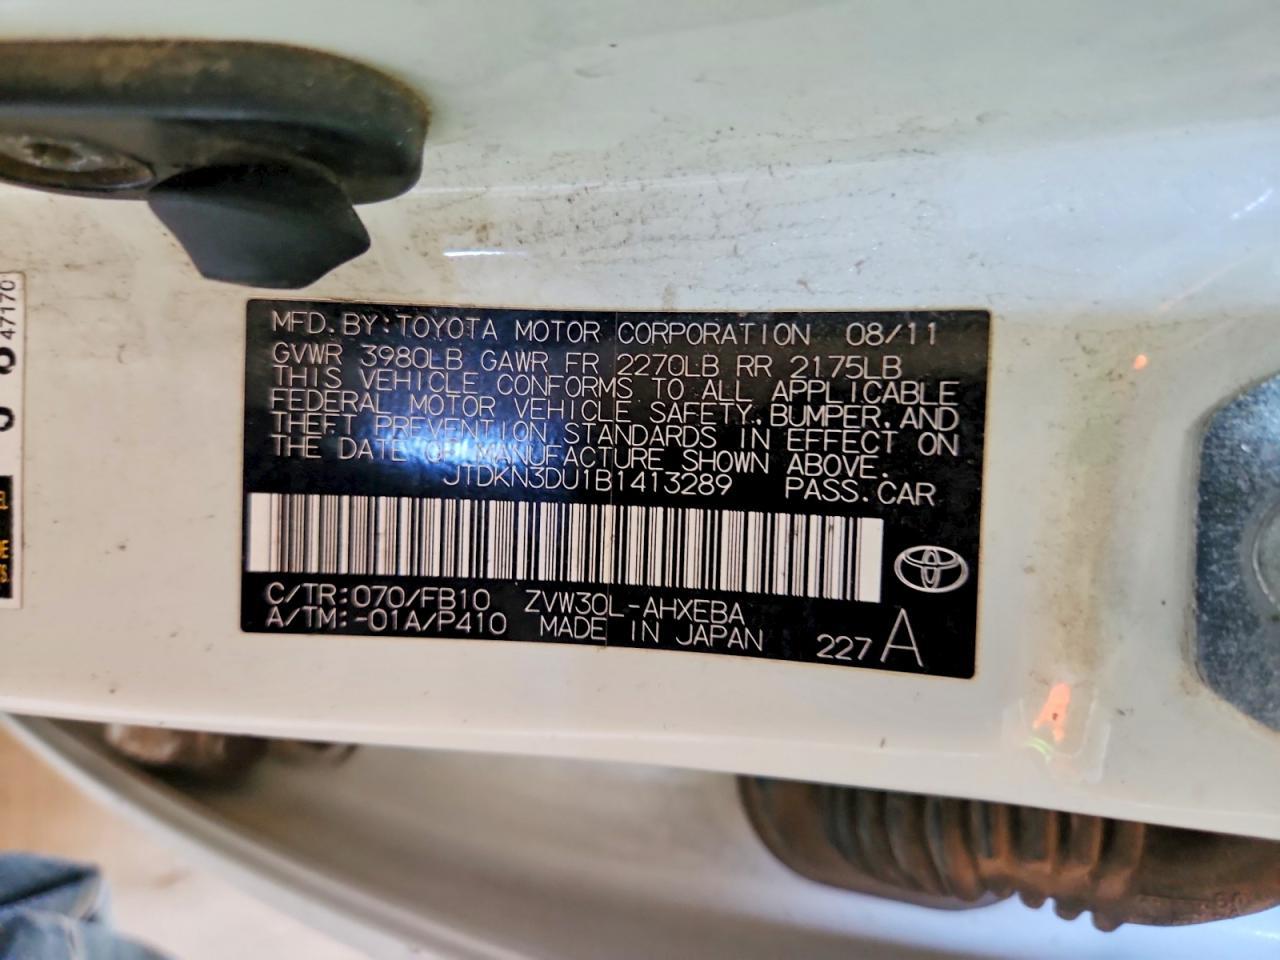 MFD. BY: TOYOTA MOTOR CORPORATION 08/11
GVWR 3980LB GAWR FR 2270LB RR 2175LB
THIS VEHICLE CONFORMS TO ALL APPLICABLE
FEDERAL MOTOR VEHICLE SAFETY, BUMPER, AND
THEFT PREVENTION STANDARDS IN EFFECT ON
THE DATE OF MANUFACTURE SHOWN ABOVE.
JTDKN3DU1B1413289 PASS. CAR
C/TR: 070/FB10 ZVW30L-AHXEBA
A/TM: -01A/P410 MADE IN JAPAN 227 A
47170